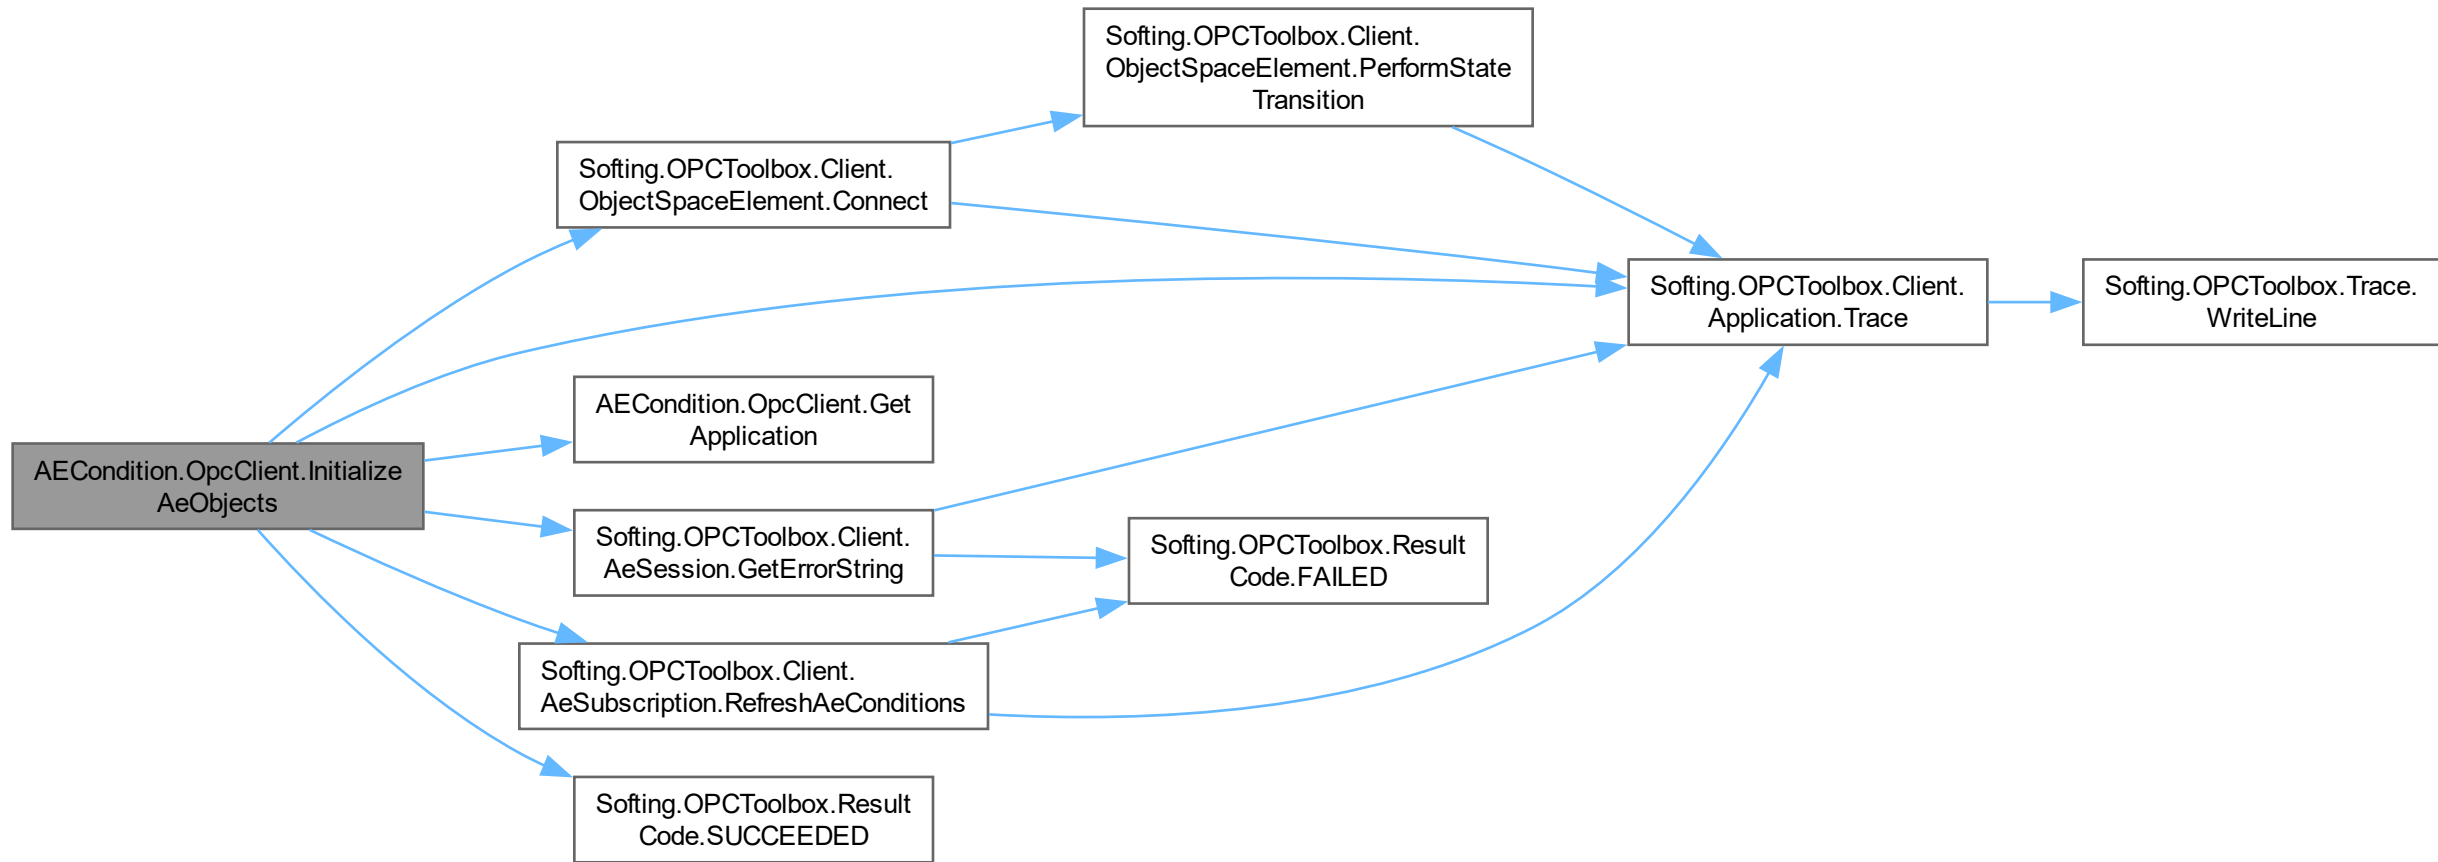 AECondition.OpcClient.Initialize
AeObjects
Softing.OPCToolbox.Client.
ObjectSpaceElement.Connect
Softing.OPCToolbox.Client.
ObjectSpaceElement.PerformState
Transition
Softing.OPCToolbox.Client.
Application.Trace
Softing.OPCToolbox.Trace.
WriteLine
AECondition.OpcClient.Get
Application
Softing.OPCToolbox.Client.
AeSession.GetErrorString
Softing.OPCToolbox.Result
Code.FAILED
Softing.OPCToolbox.Client.
AeSubscription.RefreshAeConditions
Softing.OPCToolbox.Result
Code.SUCCEEDED